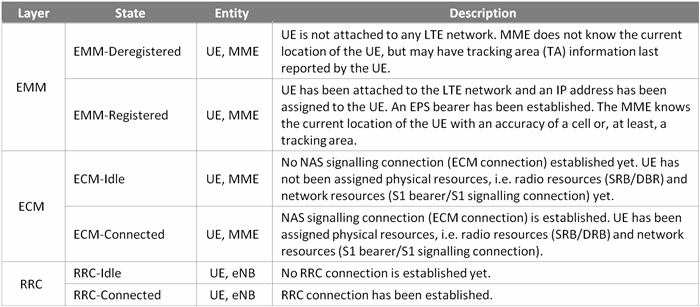 Layer State Entity Description
EMM
EMM-Deregistered UE, MME
UE is not attached to any LTE network. MME does not know the current
location of the UE, but may have tracking area (TA) information last
reported by the UE.
EMM-Registered UE, MME
UE has been attached to the LTE network and an IP address has been
assigned to the UE. An EPS bearer has been established. The MME knows
the current location of the UE with an accuracy of a cell or, at least, a
tracking area.
ECM
ECM-Idle UE, MME
No NAS signalling connection (ECM connection) established yet. UE has
not been assigned physical resources, i.e. radio resources (SRB/DBR) and
network resources (S1 bearer/S1 signalling connection) yet.
ECM-Connected UE, MME
NAS signalling connection (ECM connection) is established. UE has been
assigned physical resources, i.e. radio resources (SRB/DRB) and network
resources (S1 bearer/S1 signalling connection).
RRC
RRC-Idle UE, eNB No RRC connection is established yet.
RRC-Connected UE, eNB RRC connection has been established.